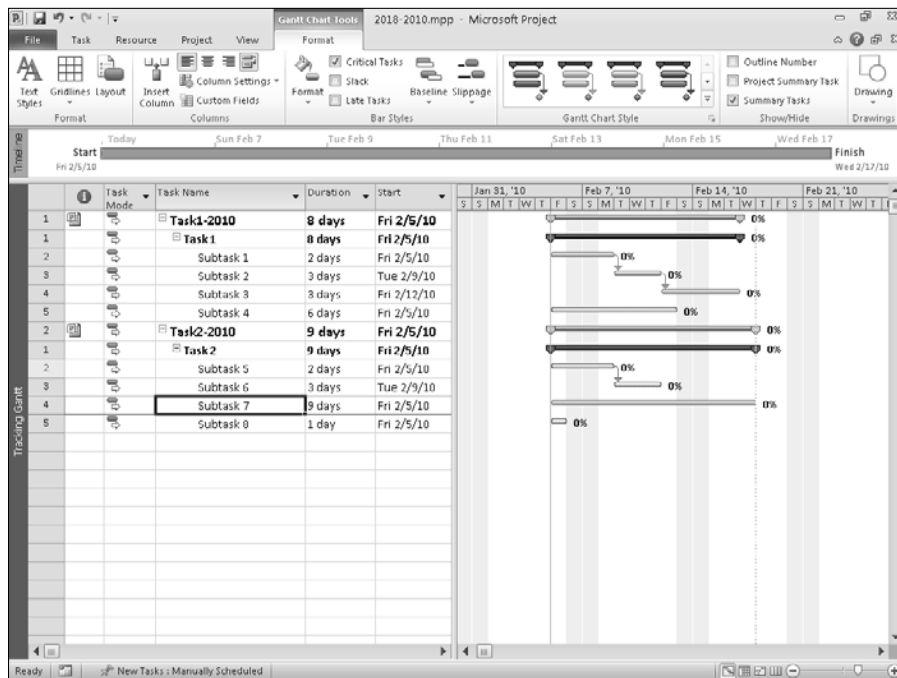 Gantt Chart Tools 2018-2010.mpp - Microsoft Project
File Task Resource Project View Format
Text Styles Gridlines Layout Format
Insert Column Column Settings Custom Fields Columns
Format Critical Tasks Slack Late Tasks Baseline Slippage Bar Styles
Gantt Chart Style
Outline Number Project Summary Task Summary Tasks Show/Hide
Drawing Drawings
Timeline
Today Sun Feb 7 Tue Feb 9 Thu Feb 11 Sat Feb 13 Mon Feb 15 Wed Feb 17
Start Finish
Fri 2/5/10 Wed 2/17/10
Task Mode Task Name Duration Start Jan 31, '10 Feb 7, '10 Feb 14, '10 Feb 21, '10
S S M T W T F S S M T W T F S S M T W T F S S M T W T
1 Task1-2010 8 days Fri 2/5/10 0%
1 Task1 8 days Fri 2/5/10 0%
2 Subtask 1 2 days Fri 2/5/10 0%
3 Subtask 2 3 days Tue 2/9/10 0%
4 Subtask 3 3 days Fri 2/12/10 0%
5 Subtask 4 6 days Fri 2/5/10 0%
2 Task2-2010 9 days Fri 2/5/10 0%
1 Task2 9 days Fri 2/5/10 0%
2 Subtask 5 2 days Fri 2/5/10 0%
3 Subtask 6 3 days Tue 2/9/10 0%
4 Subtask 7 9 days Fri 2/5/10 0%
5 Subtask 8 1 day Fri 2/5/10 0%
Tracking Gantt
Ready New Tasks : Manually Scheduled